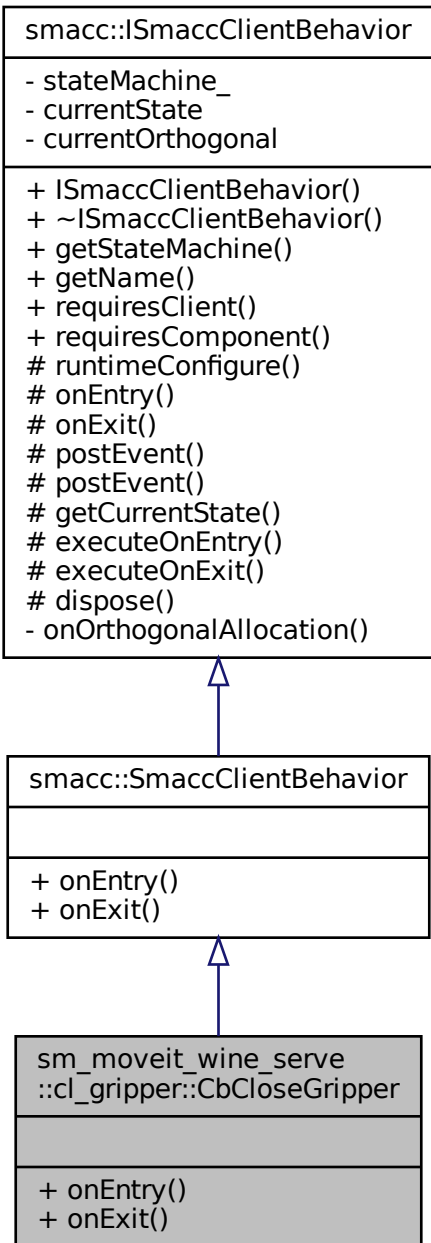 smacc::ISmaccClientBehavior
- stateMachine_
- currentState
- currentOrthogonal
+ ISmaccClientBehavior()
+ ~ISmaccClientBehavior()
+ getStateMachine()
+ getName()
+ requiresClient()
+ requiresComponent()
# runtimeConfigure()
# onEntry()
# onExit()
# postEvent()
# postEvent()
# getCurrentState()
# executeOnEntry()
# executeOnExit()
# dispose()
- onOrthogonalAllocation()
smacc::SmaccClientBehavior
+ onEntry()
+ onExit()
sm_moveit_wine_serve
::cl_gripper::CbCloseGripper
+ onEntry()
+ onExit()